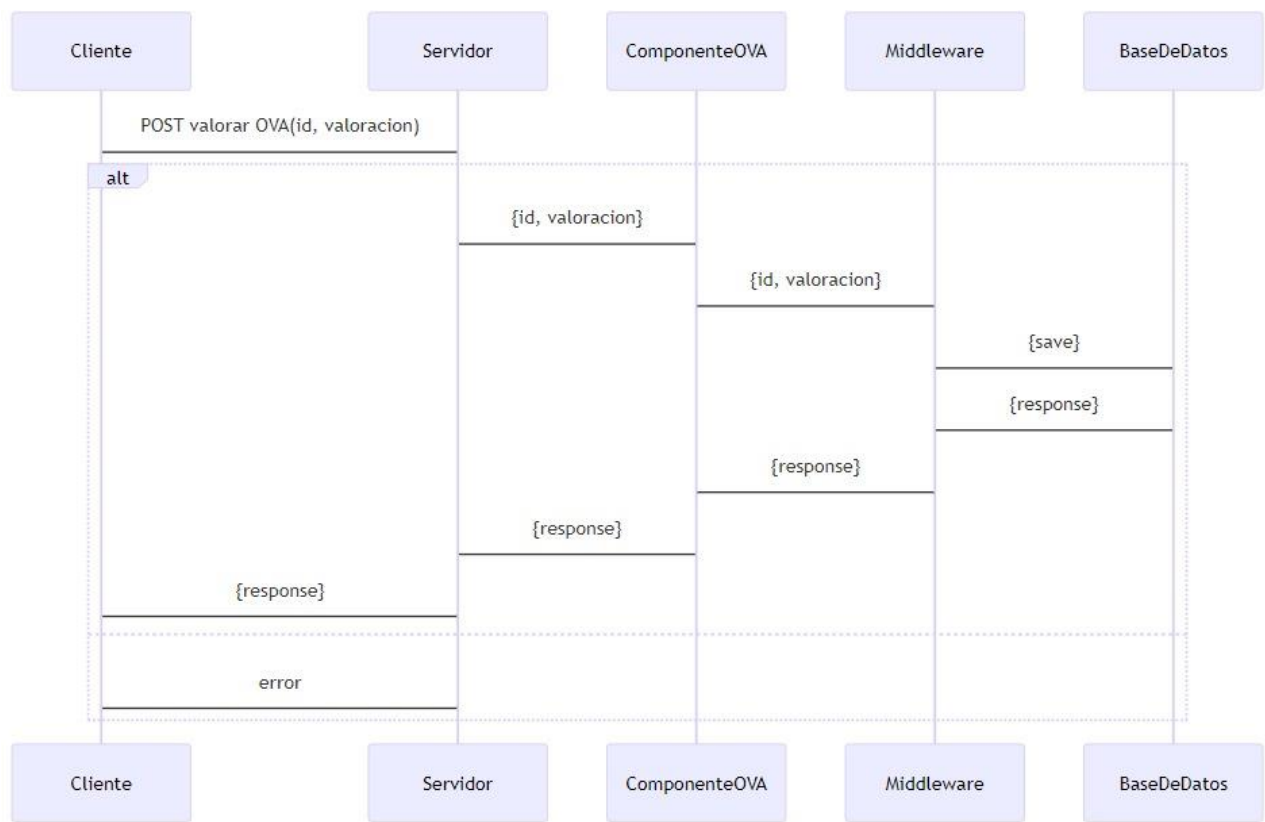 Cliente
Servidor
ComponenteOVA
Middleware
BaseDeDatos
POST valorar OVA(id, valoracion)
alt
{id, valoracion}
{id, valoracion}
{save}
{response}
{response}
{response}
{response}
error
Cliente
Servidor
ComponenteOVA
Middleware
BaseDeDatos